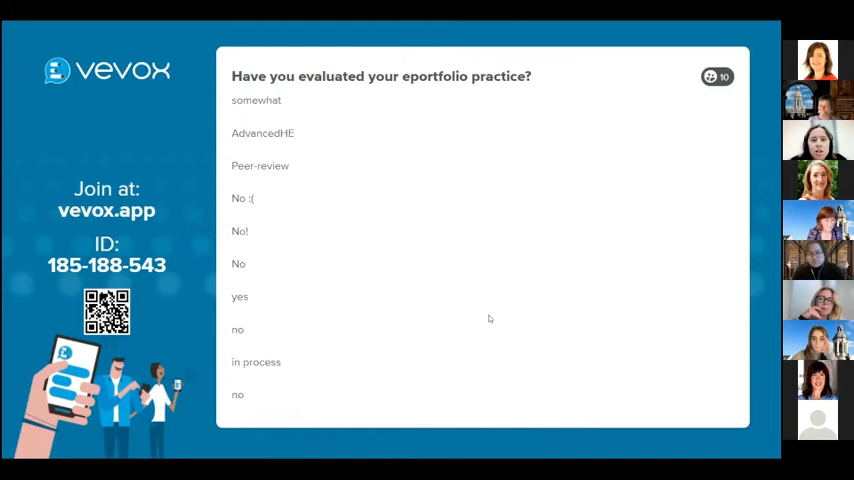 vevox
Join at:
vevox.app
ID:
185-188-543
Have you evaluated your eportfolio practice?
10
somewhat
AdvancedHE
Peer-review
No :(
No!
No
yes
no
in process
no